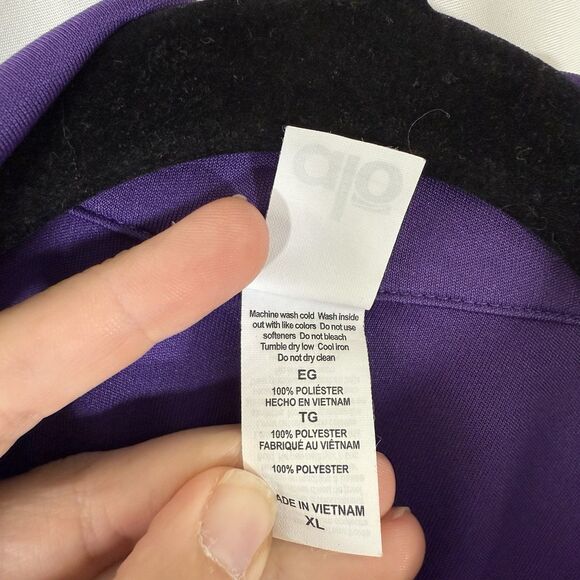 alo
Machine wash cold Wash inside
out with like colors Do not use
softeners Do not bleach
Tumble dry low Cool iron
Do not dry clean
EG
100% POLIÉSTER
HECHO EN VIETNAM
TG
100% POLYESTER
FABRIQUÉ AU VIÊTNAM
100% POLYESTER
ADE IN VIETNAM
XL